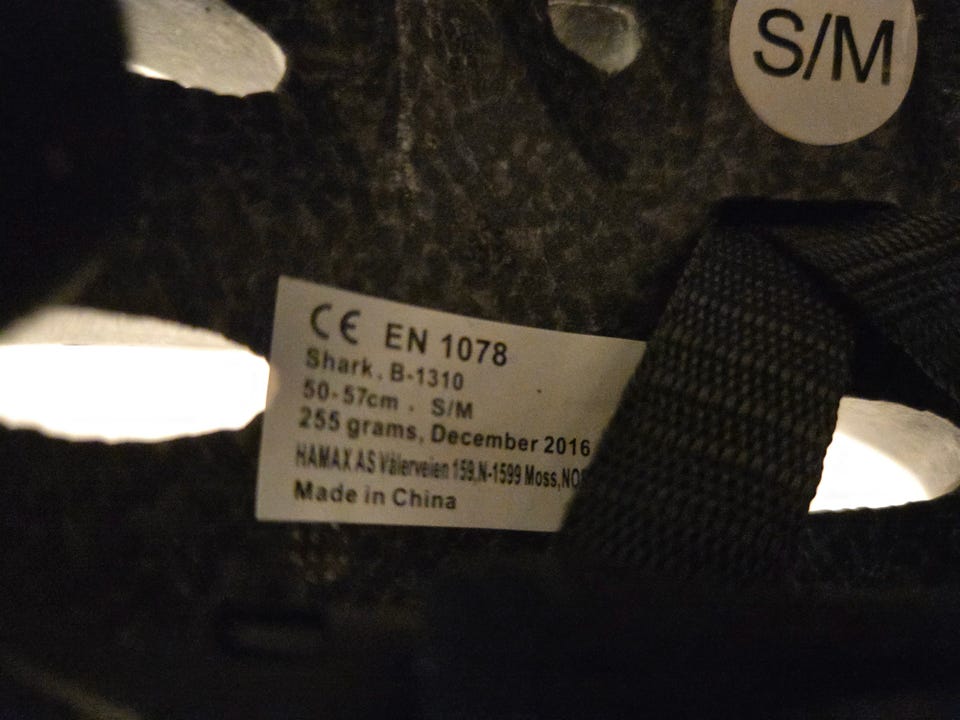 S/M
CE EN 1078
Shark. B-1310
50-57cm . S/M
255 grams, December 2016
HAMAX AS Vålerveien 159,N-1599 Moss,
Made in China